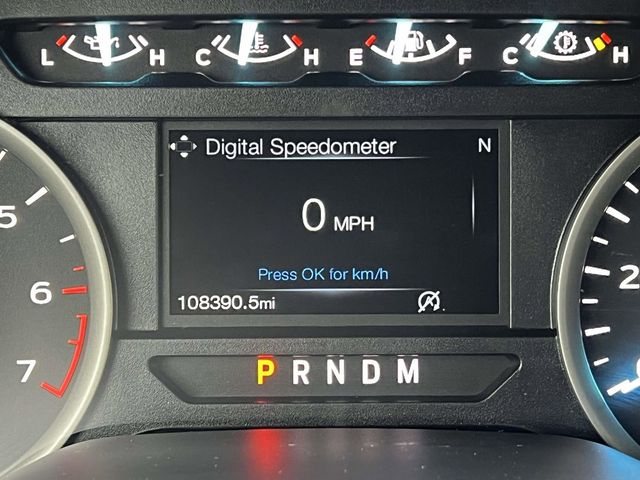 L H C H E F C H
Digital Speedometer N
0 MPH
Press OK for km/h
108390.5mi
5
6
7
2
P R N D M